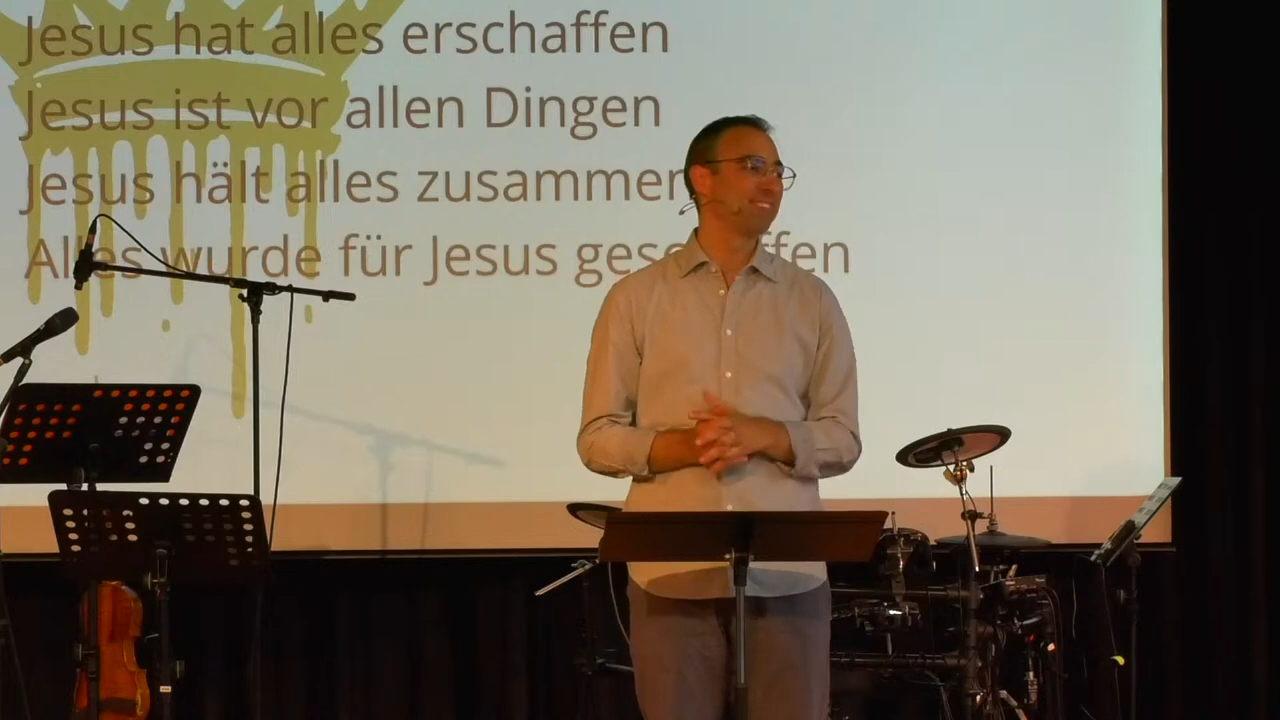 Jesus hat alles erschaffen
Jesus ist vor allen Dingen
Jesus hält alles zusammen
Alles wurde für Jesus geschaffen